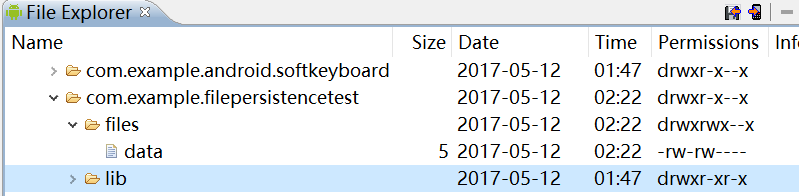 File Explorer
Name Size Date Time Permissions Info
com.example.android.softkeyboard 2017-05-12 01:47 drwxr-x--x
com.example.filepersistencetest 2017-05-12 02:22 drwxr-x--x
files 2017-05-12 02:22 drwxrwx--x
data 5 2017-05-12 02:22 -rw-rw----
lib 2017-05-12 01:47 drwxr-xr-x